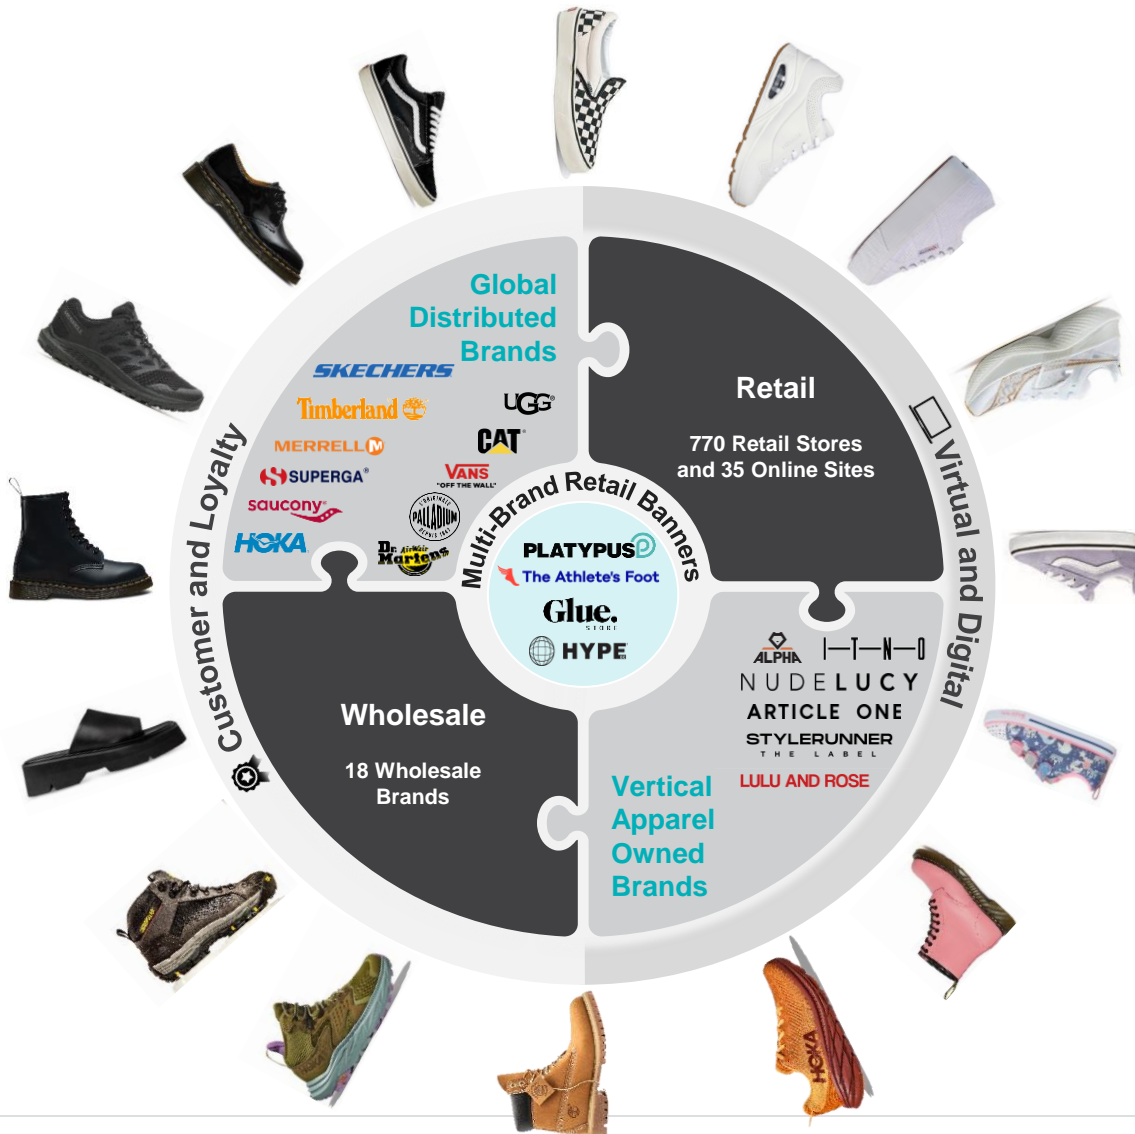 Global
Distributed
Brands
SKECHERS
Timberland
UGG
MERRELL M
CAT
SUPERGA
VANS
"OFF THE WALL"
saucony
PALLADIUM
HOKA
Dr.
AirWair
Martens
Retail
770 Retail Stores
and 35 Online Sites
Customer and Loyalty
Virtual and Digital
Multi-Brand Retail Banners
PLATYPUS
The Athlete's Foot
Glue.
STORE
HYPE
Wholesale
18 Wholesale
Brands
ALPHA
I—T—N—O
NUDE LUCY
ARTICLE ONE
STYLERUNNER
THE LABEL
LULU AND ROSE
Vertical
Apparel
Owned
Brands
HOKA